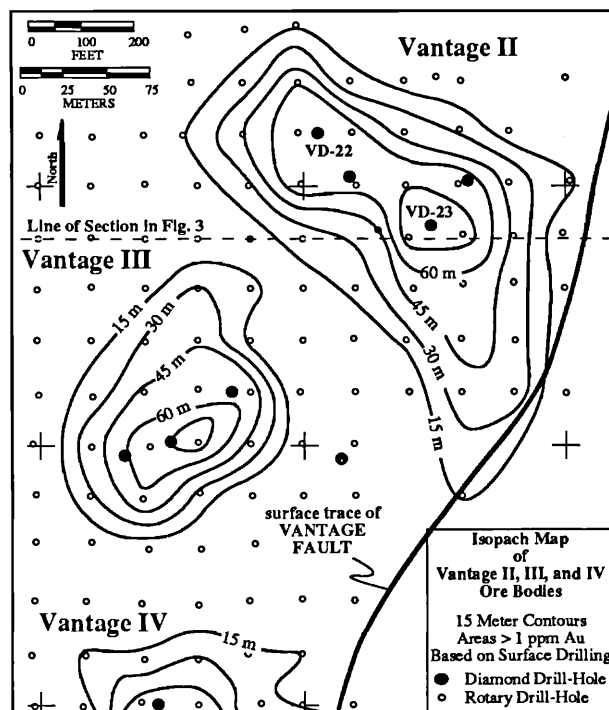 0 100 200
FEET
0 25 50 75
METERS
North
Vantage II
VD-22
VD-23
60 m
45 m
30 m
15 m
Line of Section in Fig. 3
Vantage III
15 m
30 m
45 m
60 m
surface trace of
VANTAGE
FAULT
Vantage IV
15 m
Isopach Map
of
Vantage II, III, and IV
Ore Bodies
15 Meter Contours
Areas > 1 ppm Au
Based on Surface Drilling
Diamond Drill-Hole
Rotary Drill-Hole